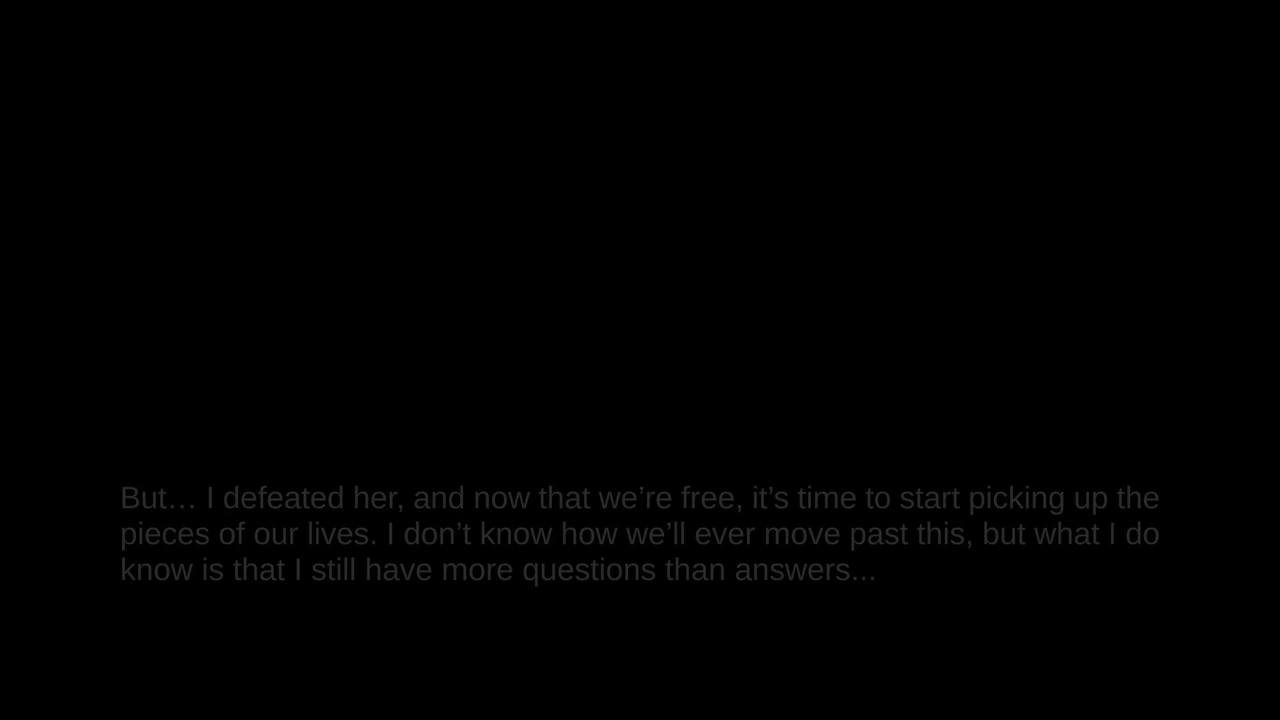 But… I defeated her, and now that we’re free, it’s time to start picking up the
pieces of our lives. I don’t know how we’ll ever move past this, but what I do
know is that I still have more questions than answers...